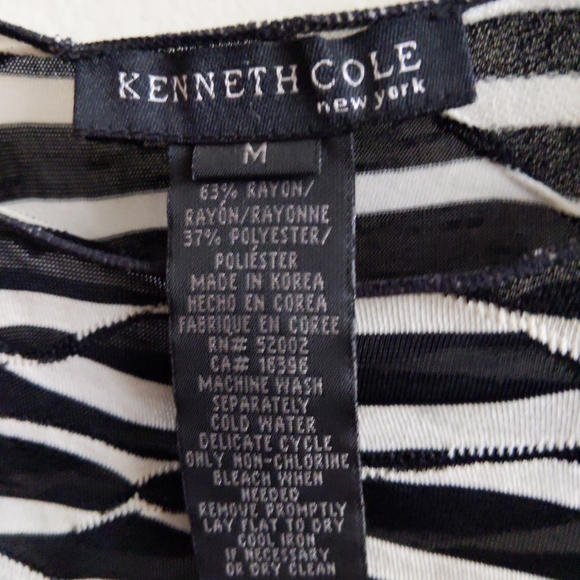 KENNETH COLE
new york
M
63% RAYON/
RAYÓN/RAYONNE
37% POLYESTER/
POLIÉSTER
MADE IN KOREA
HECHO EN COREA
FABRIQUE EN COREE
RN# 52002
CA# 16396
MACHINE WASH
SEPARATELY
COLD WATER
DELICATE CYCLE
ONLY NON-CHLORINE
BLEACH WHEN
NEEDED
REMOVE PROMPTLY
LAY FLAT TO DRY
COOL IRON
IF NECESSARY
OR DRY CLEAN